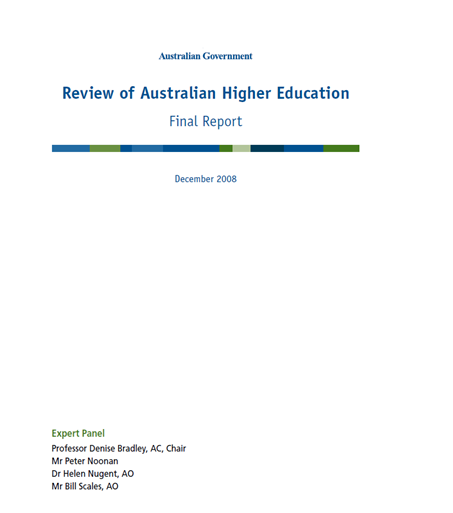 Australian Government
Review of Australian Higher Education
Final Report
December 2008
Expert Panel
Professor Denise Bradley, AC, Chair
Mr Peter Noonan
Dr Helen Nugent, AO
Mr Bill Scales, AO